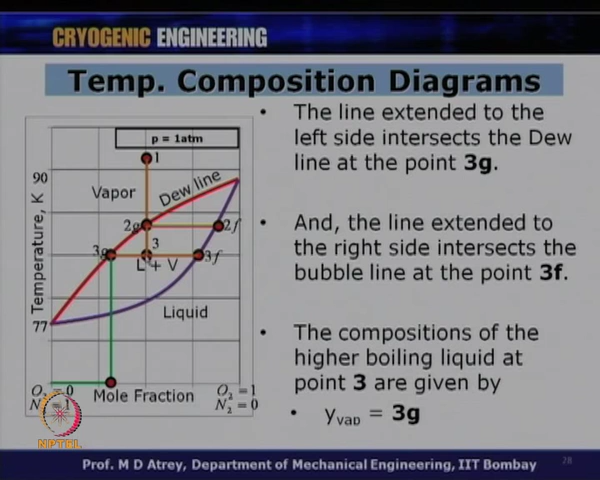 CRYOGENIC ENGINEERING
Temp. Composition Diagrams
• The line extended to the
left side intersects the Dew
line at the point 3g.
• And, the line extended to
the right side intersects the
bubble line at the point 3f.
• The compositions of the
higher boiling liquid at
point 3 are given by
• yvap = 3g
p = 1atm
1
90
Vapor
Dew line
Temperature, K
2g
2f
3g
3
3f
L + V
Liquid
77
O2 = 0
N2 = 1
Mole Fraction
O2 = 1
N2 = 0
NPTEL
Prof. M D Atrey, Department of Mechanical Engineering, IIT Bombay
28